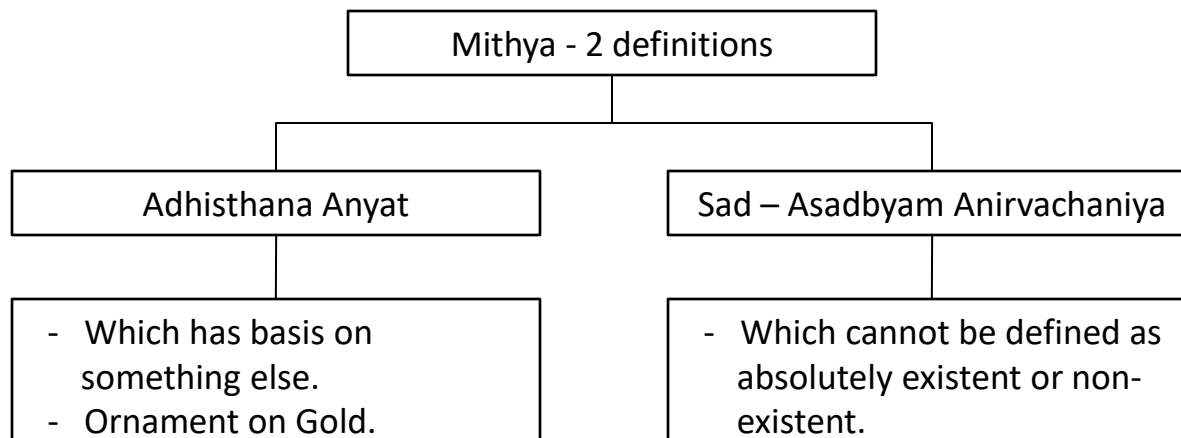 Mithya - 2 definitions
Adhisthana Anyat
Sad – Asadbyam Anirvachaniya
- Which has basis on
something else.
- Ornament on Gold.
- Which cannot be defined as
absolutely existent or non-
existent.